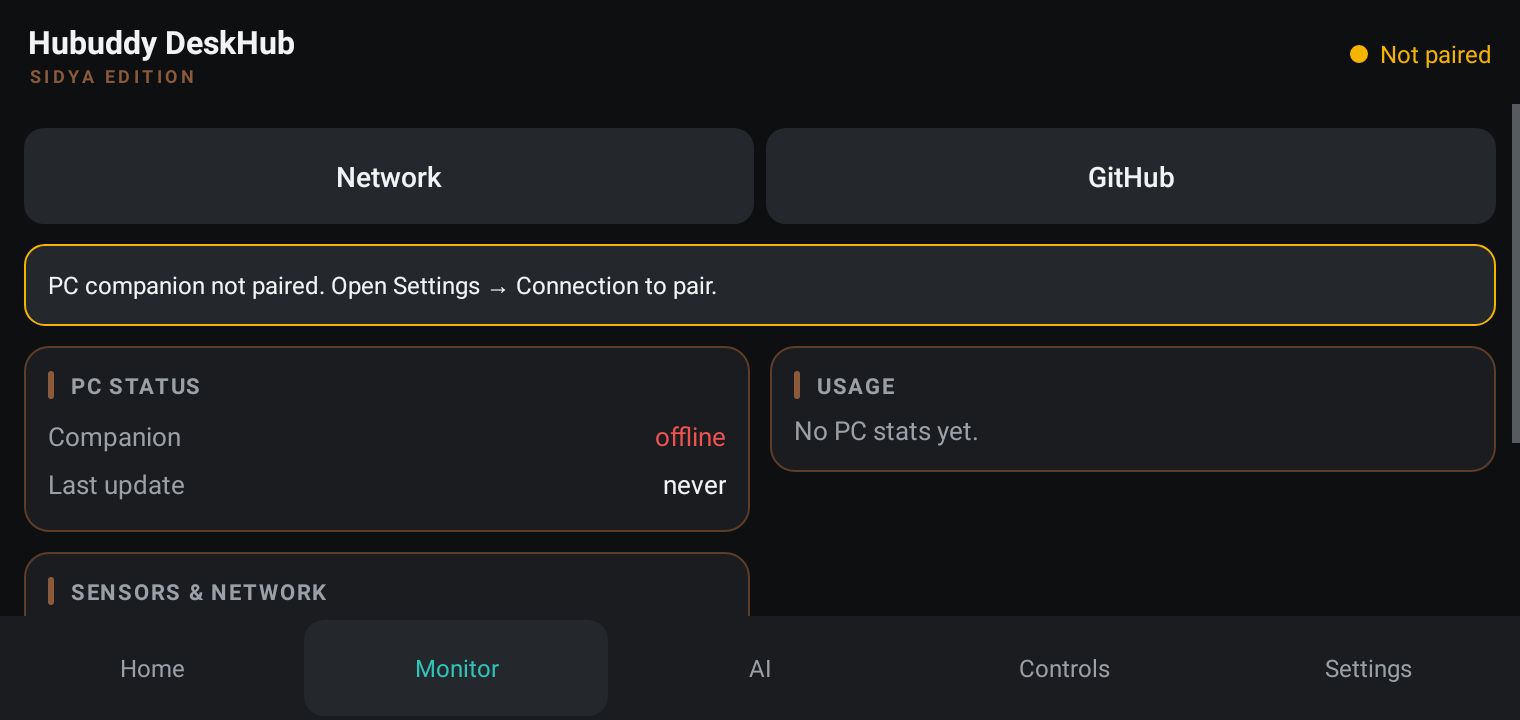 Hubuddy DeskHub
SIDYA EDITION
Not paired
Network
GitHub
PC companion not paired. Open Settings → Connection to pair.
PC STATUS
Companion offline
Last update never
USAGE
No PC stats yet.
SENSORS & NETWORK
Home Monitor AI Controls Settings